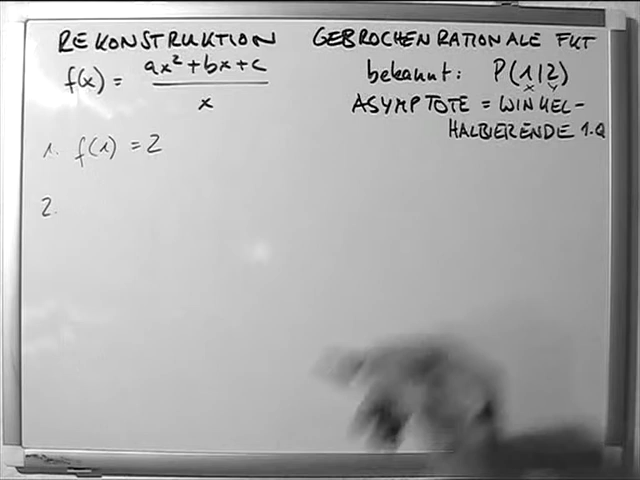 REKONSTRUKTION GEBROCHENRATIONALE FKT
f(x) = (ax² + bx + c) / x
bekannt: P(1|2)
x y
ASYMPTOTE = WINKEL-
HALBIERENDE 1.Q
1. f(1) = 2
2.